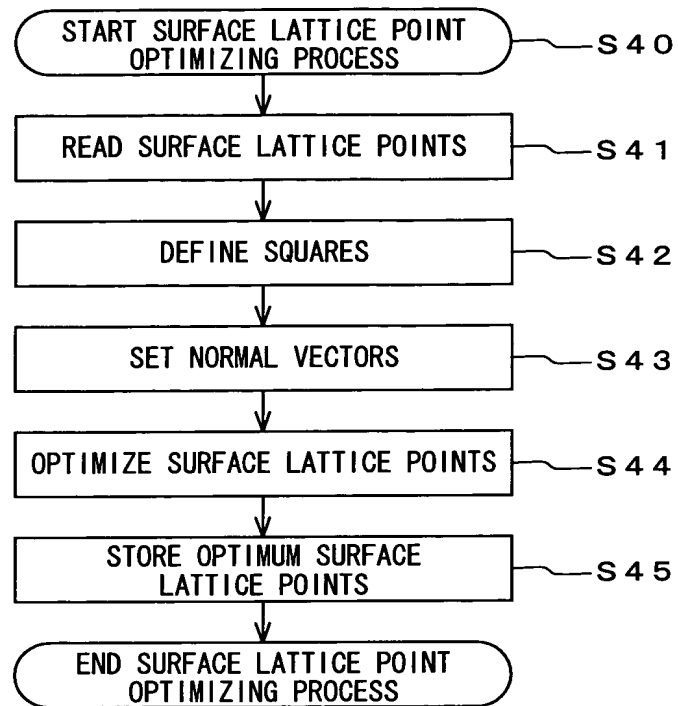 START SURFACE LATTICE POINT
OPTIMIZING PROCESS
S40
READ SURFACE LATTICE POINTS
S41
DEFINE SQUARES
S42
SET NORMAL VECTORS
S43
OPTIMIZE SURFACE LATTICE POINTS
S44
STORE OPTIMUM SURFACE
LATTICE POINTS
S45
END SURFACE LATTICE POINT
OPTIMIZING PROCESS